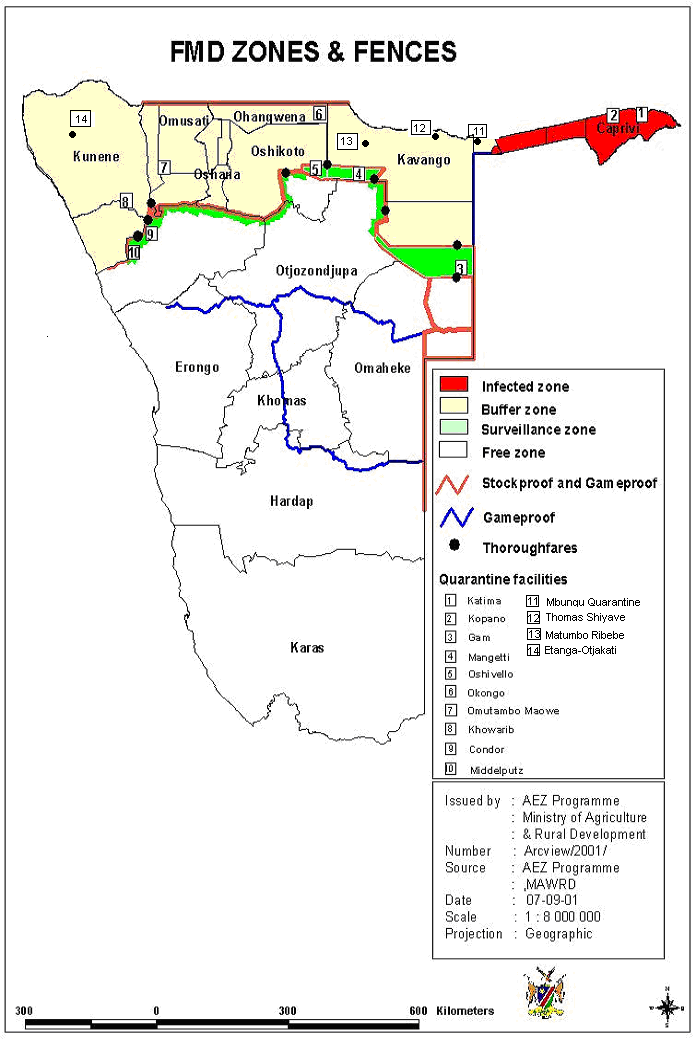 FMD ZONES & FENCES
14
Kunene
Omusati
Ohangwena
6
Oshikoto
Oshana
7
5
4
13
12
11
Kavango
2
1
Caprivi
8
9
10
3
Otjozondjupa
Erongo
Omaheke
Khomas
Hardap
Karas
Infected zone
Buffer zone
Surveillance zone
Free zone
Stockproof and Gameproof
Gameproof
Thoroughfares
Quarantine facilities
1 Katima
2 Kopano
3 Gam
4 Mangetti
5 Oshivello
6 Okongo
7 Omutambo Maowe
8 Khowarib
9 Condor
10 Middelputz
11 Mbungu Quarantine
12 Thomas Shiyave
13 Matumbo Ribebe
14 Etanga-Otjakati
Issued by : AEZ Programme
: Ministry of Agriculture
: & Rural Development
Number : Arcview/2001/
Source : AEZ Programme
: ,MAWRD
Date : 07-09-01
Scale : 1 : 8 000 000
Projection : Geographic
300 0 300 600 Kilometers
N